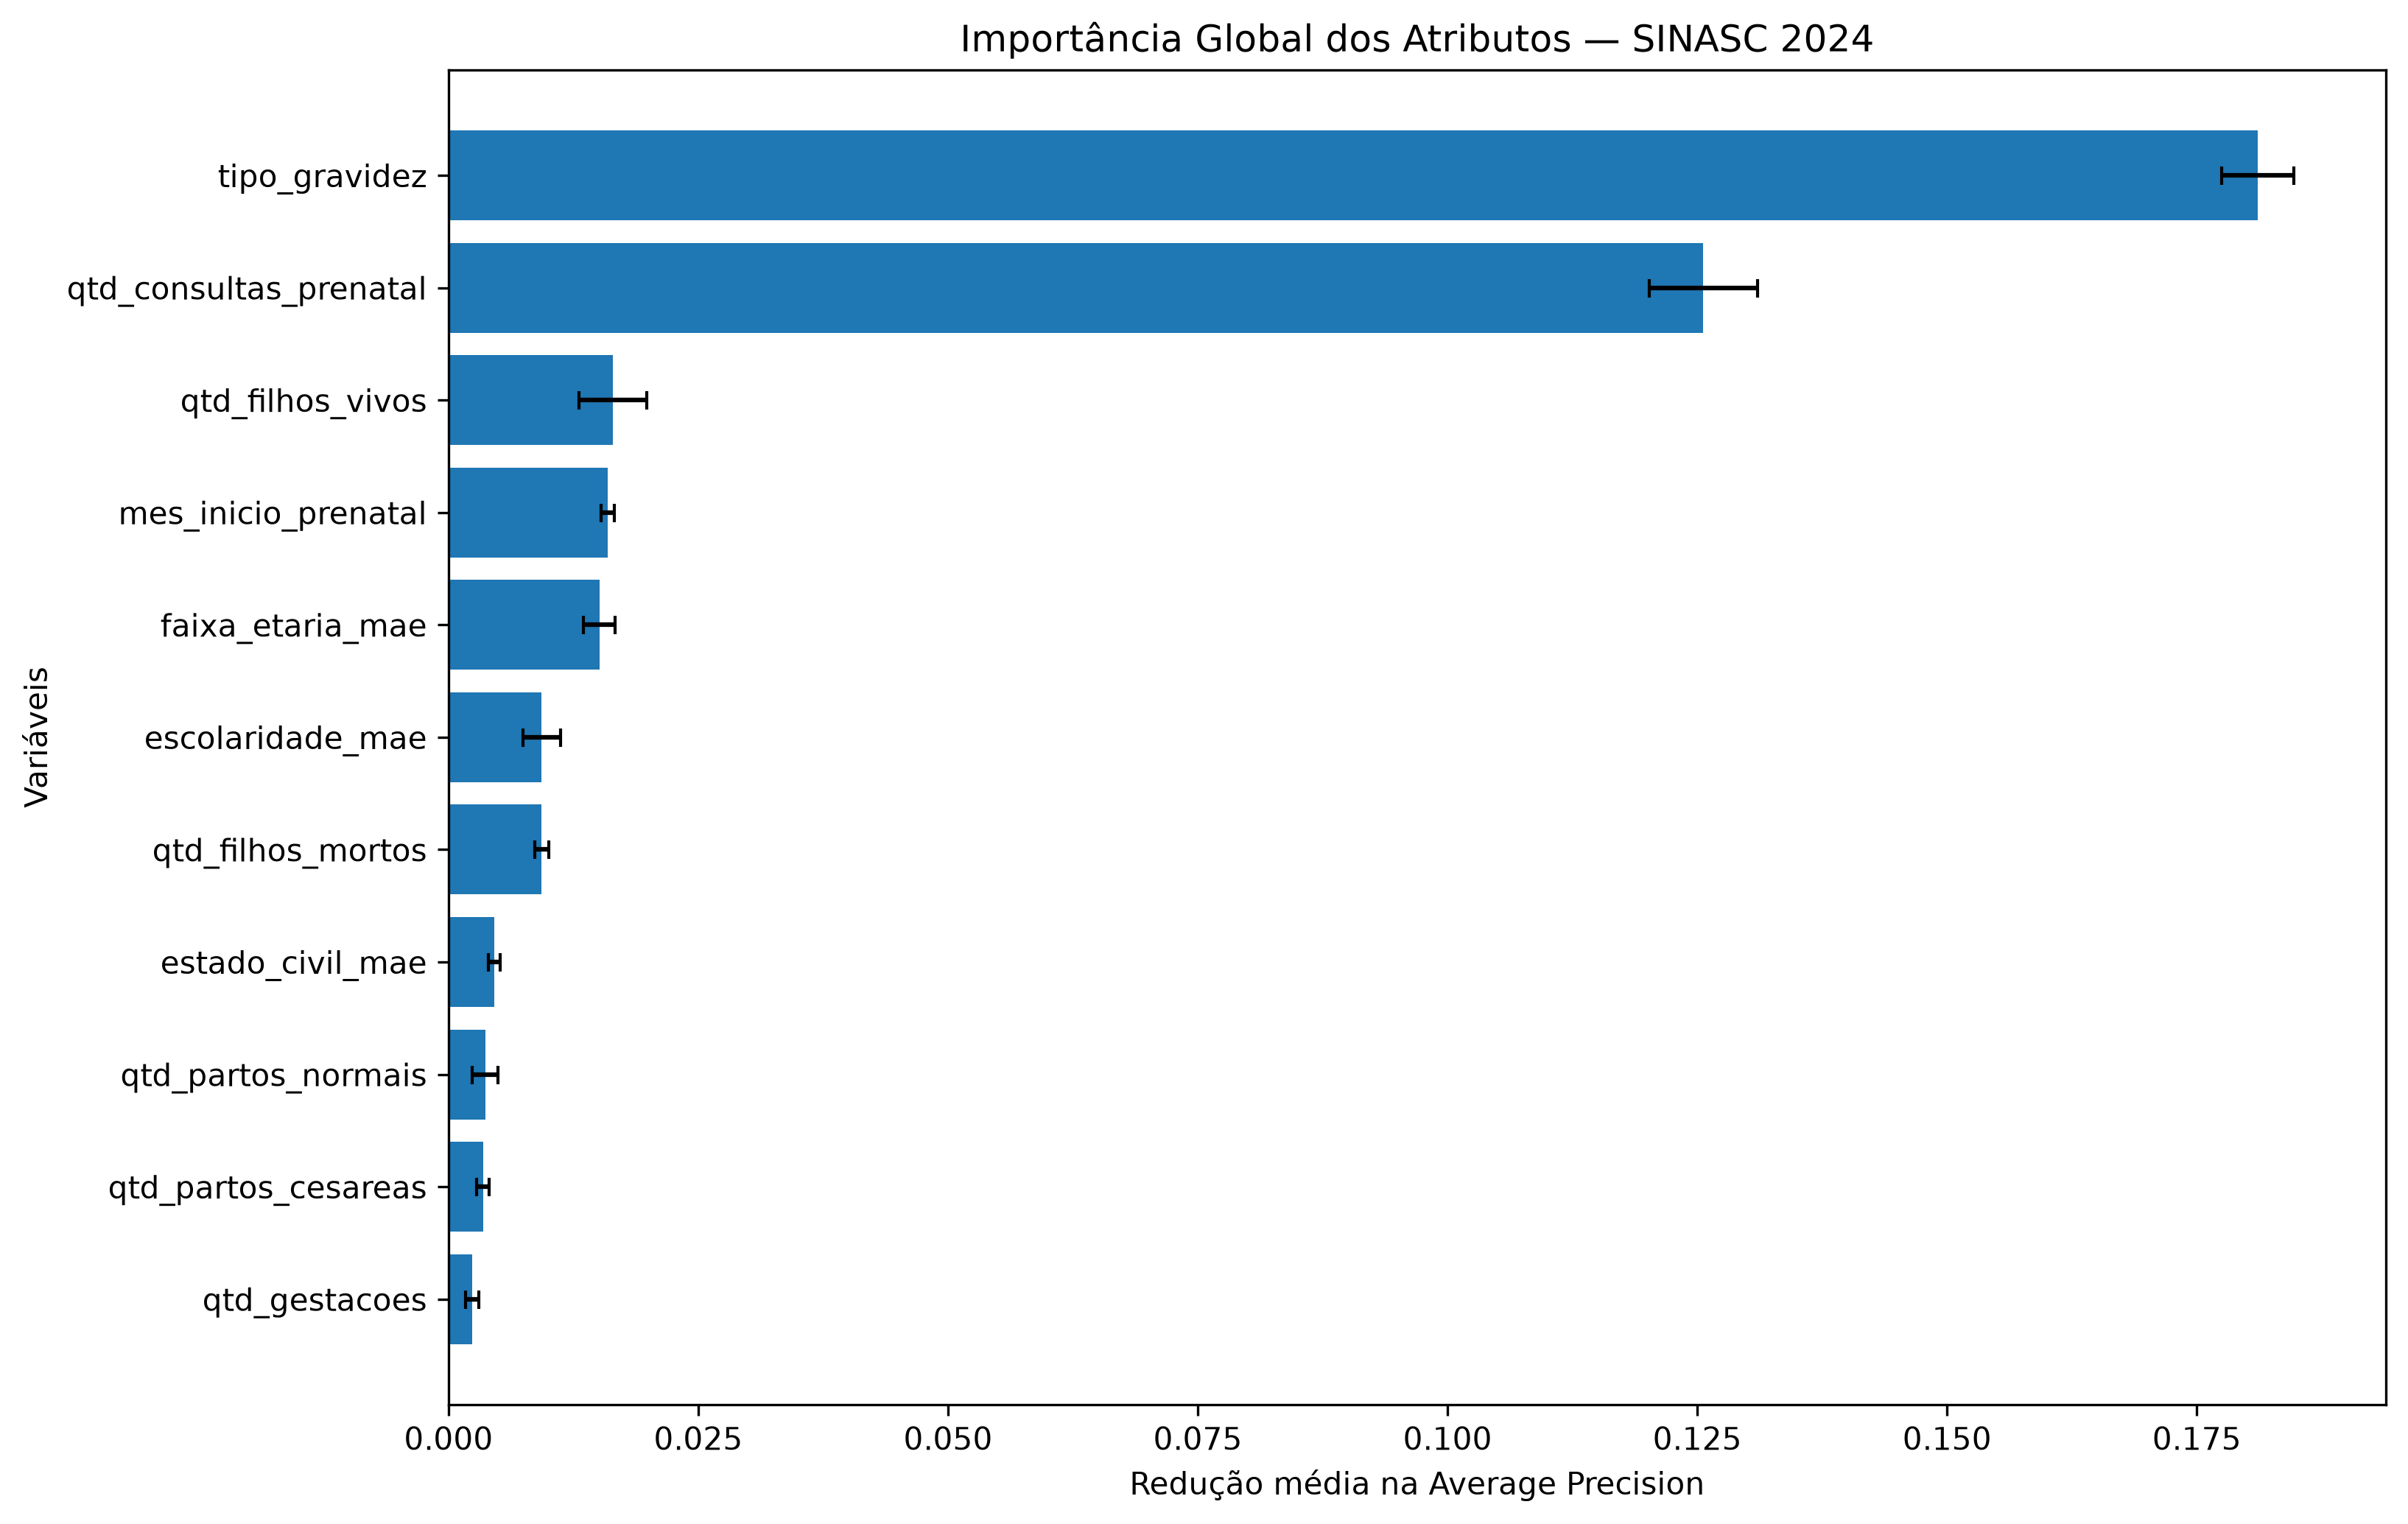 Importância Global dos Atributos — SINASC 2024
tipo_gravidez
qtd_consultas_prenatal
qtd_filhos_vivos
mes_inicio_prenatal
faixa_etaria_mae
escolaridade_mae
qtd_filhos_mortos
estado_civil_mae
qtd_partos_normais
qtd_partos_cesareas
qtd_gestacoes
Variáveis
0.000 0.025 0.050 0.075 0.100 0.125 0.150 0.175
Redução média na Average Precision